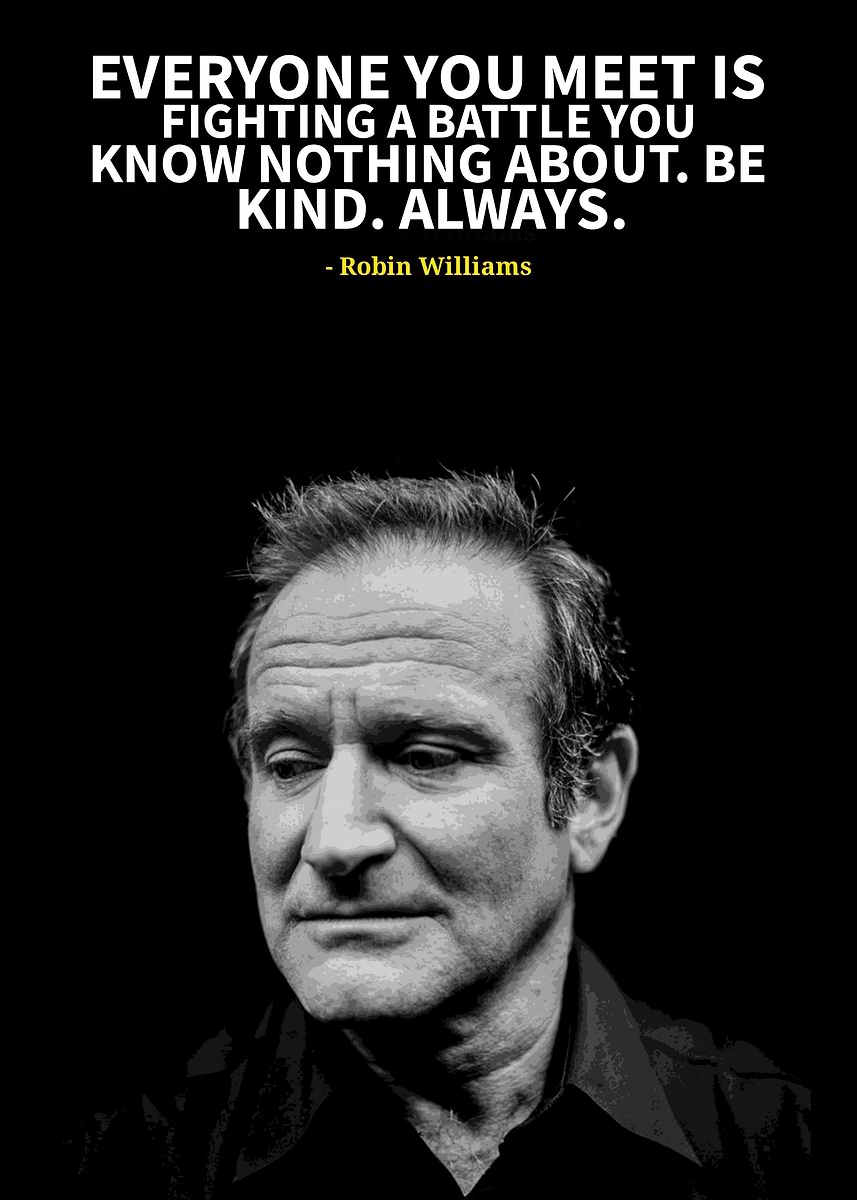 EVERYONE YOU MEET IS
FIGHTING A BATTLE YOU
KNOW NOTHING ABOUT. BE
KIND. ALWAYS.
- Robin Williams